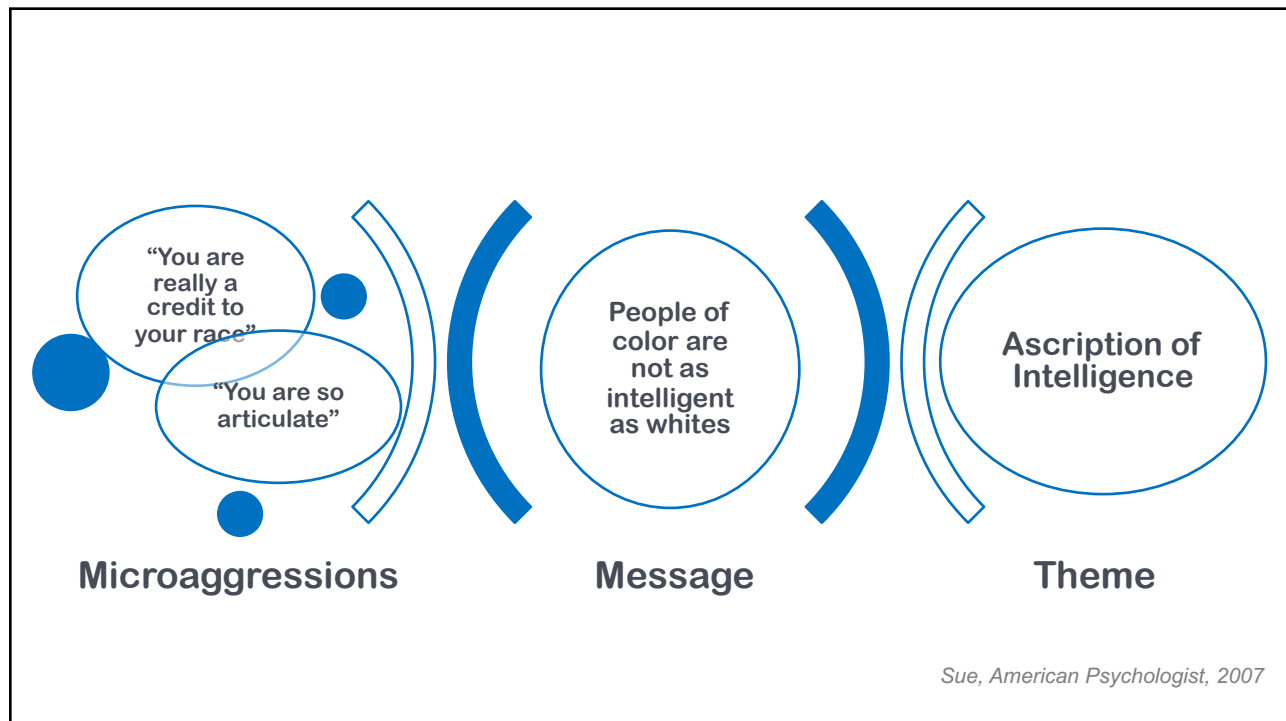 “You are
really a
credit to
your race”
“You are so
articulate”
People of
color are
not as
intelligent
as whites
Ascription of
Intelligence
Microaggressions
Message
Theme
Sue, American Psychologist, 2007